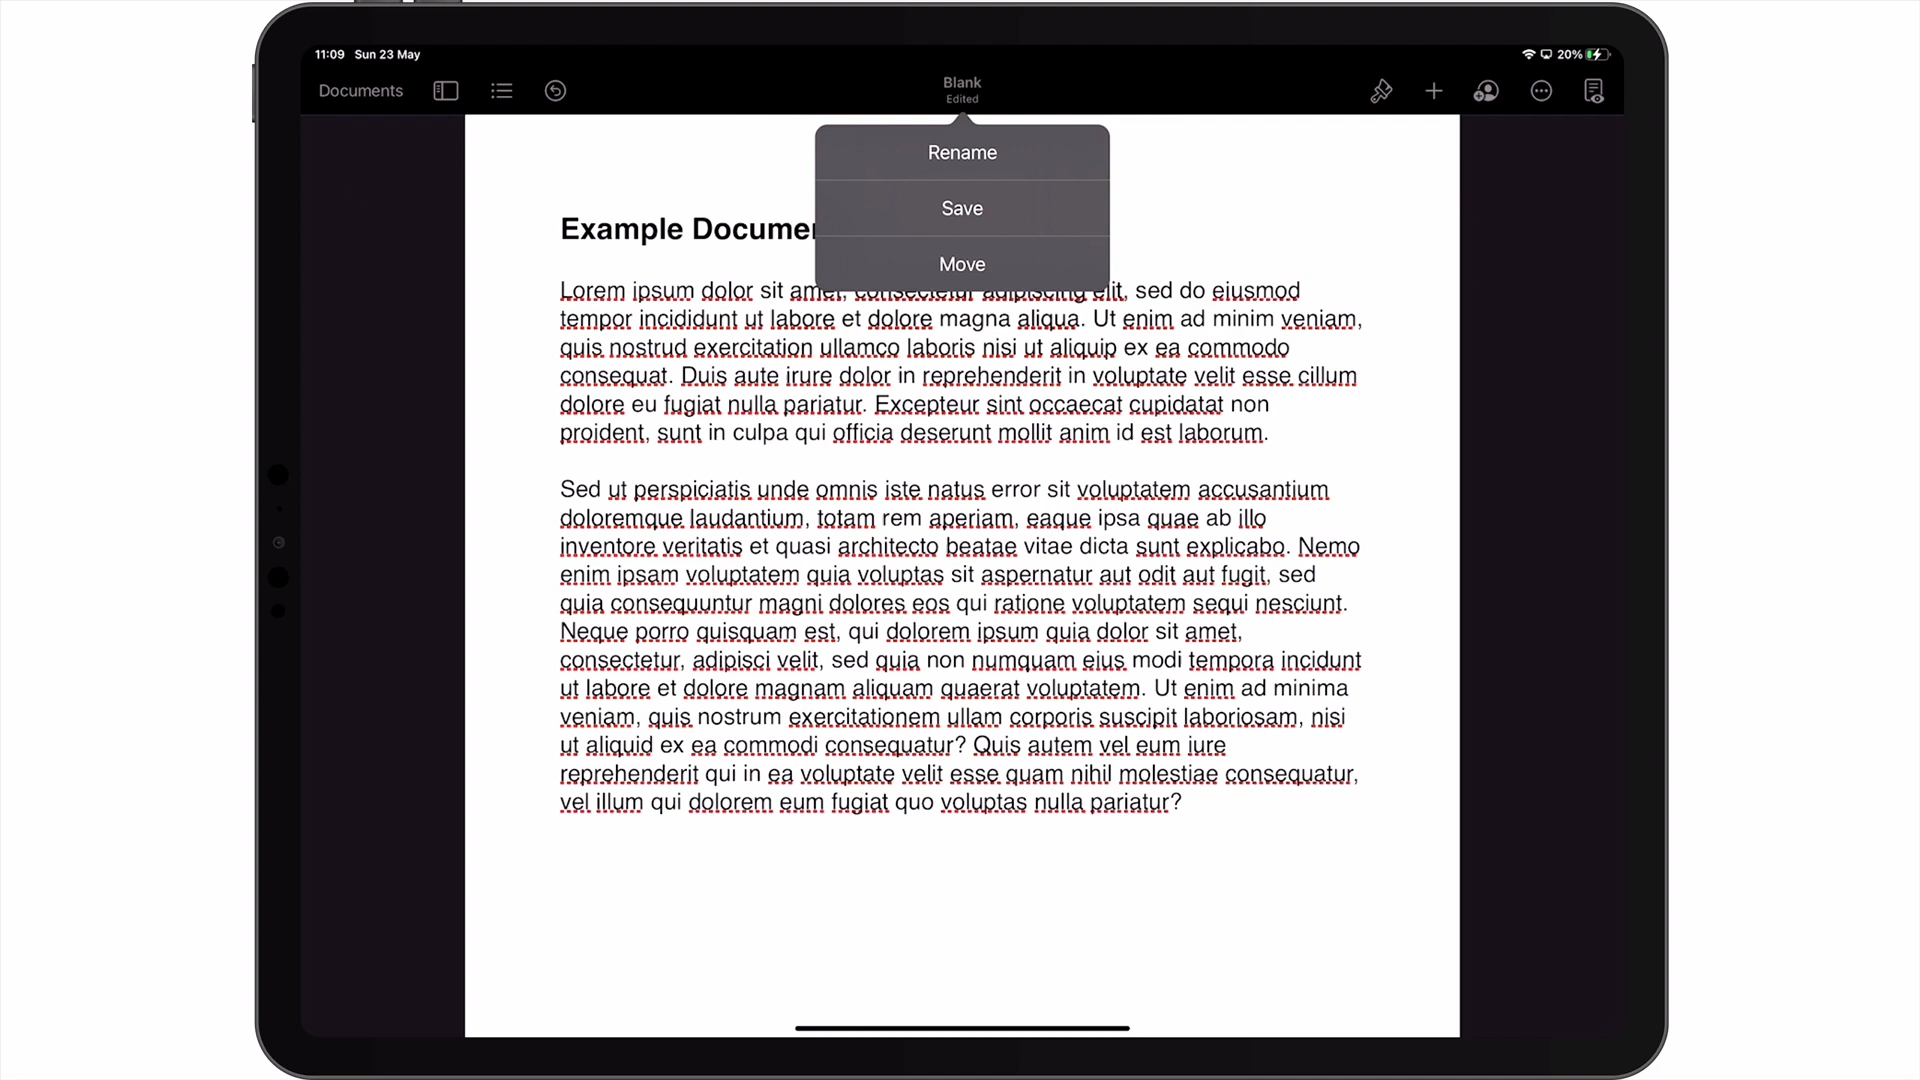 11:09 Sun 23 May
20%
Documents
Blank
Edited
Rename
Save
Move
Example Docume
Lorem ipsum dolor sit amet, consectetur adipiscing elit, sed do eiusmod
tempor incididunt ut labore et dolore magna aliqua. Ut enim ad minim veniam,
quis nostrud exercitation ullamco laboris nisi ut aliquip ex ea commodo
consequat. Duis aute irure dolor in reprehenderit in voluptate velit esse cillum
dolore eu fugiat nulla pariatur. Excepteur sint occaecat cupidatat non
proident, sunt in culpa qui officia deserunt mollit anim id est laborum.
Sed ut perspiciatis unde omnis iste natus error sit voluptatem accusantium
doloremque laudantium, totam rem aperiam, eaque ipsa quae ab illo
inventore veritatis et quasi architecto beatae vitae dicta sunt explicabo. Nemo
enim ipsam voluptatem quia voluptas sit aspernatur aut odit aut fugit, sed
quia consequuntur magni dolores eos qui ratione voluptatem sequi nesciunt.
Neque porro quisquam est, qui dolorem ipsum quia dolor sit amet,
consectetur, adipisci velit, sed quia non numquam eius modi tempora incidunt
ut labore et dolore magnam aliquam quaerat voluptatem. Ut enim ad minima
veniam, quis nostrum exercitationem ullam corporis suscipit laboriosam, nisi
ut aliquid ex ea commodi consequatur? Quis autem vel eum iure
reprehenderit qui in ea voluptate velit esse quam nihil molestiae consequatur,
vel illum qui dolorem eum fugiat quo voluptas nulla pariatur?